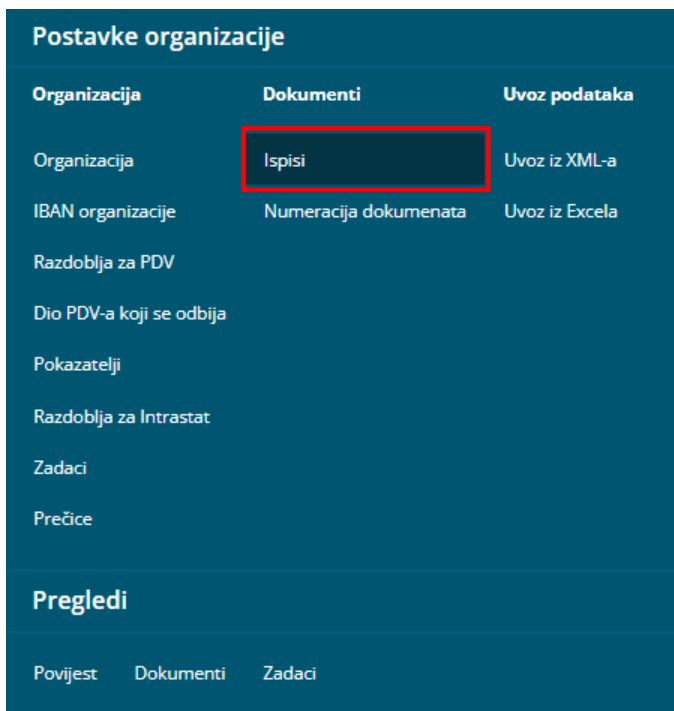 Postavke organizacije
Organizacija Dokumenti Uvoz podataka
Organizacija Ispisi Uvoz iz XML-a
IBAN organizacije Numeracija dokumenata Uvoz iz Excela
Razdoblja za PDV
Dio PDV-a koji se odbija
Pokazatelji
Razdoblja za Intrastat
Zadaci
Prečice
Pregledi
Povijest Dokumenti Zadaci